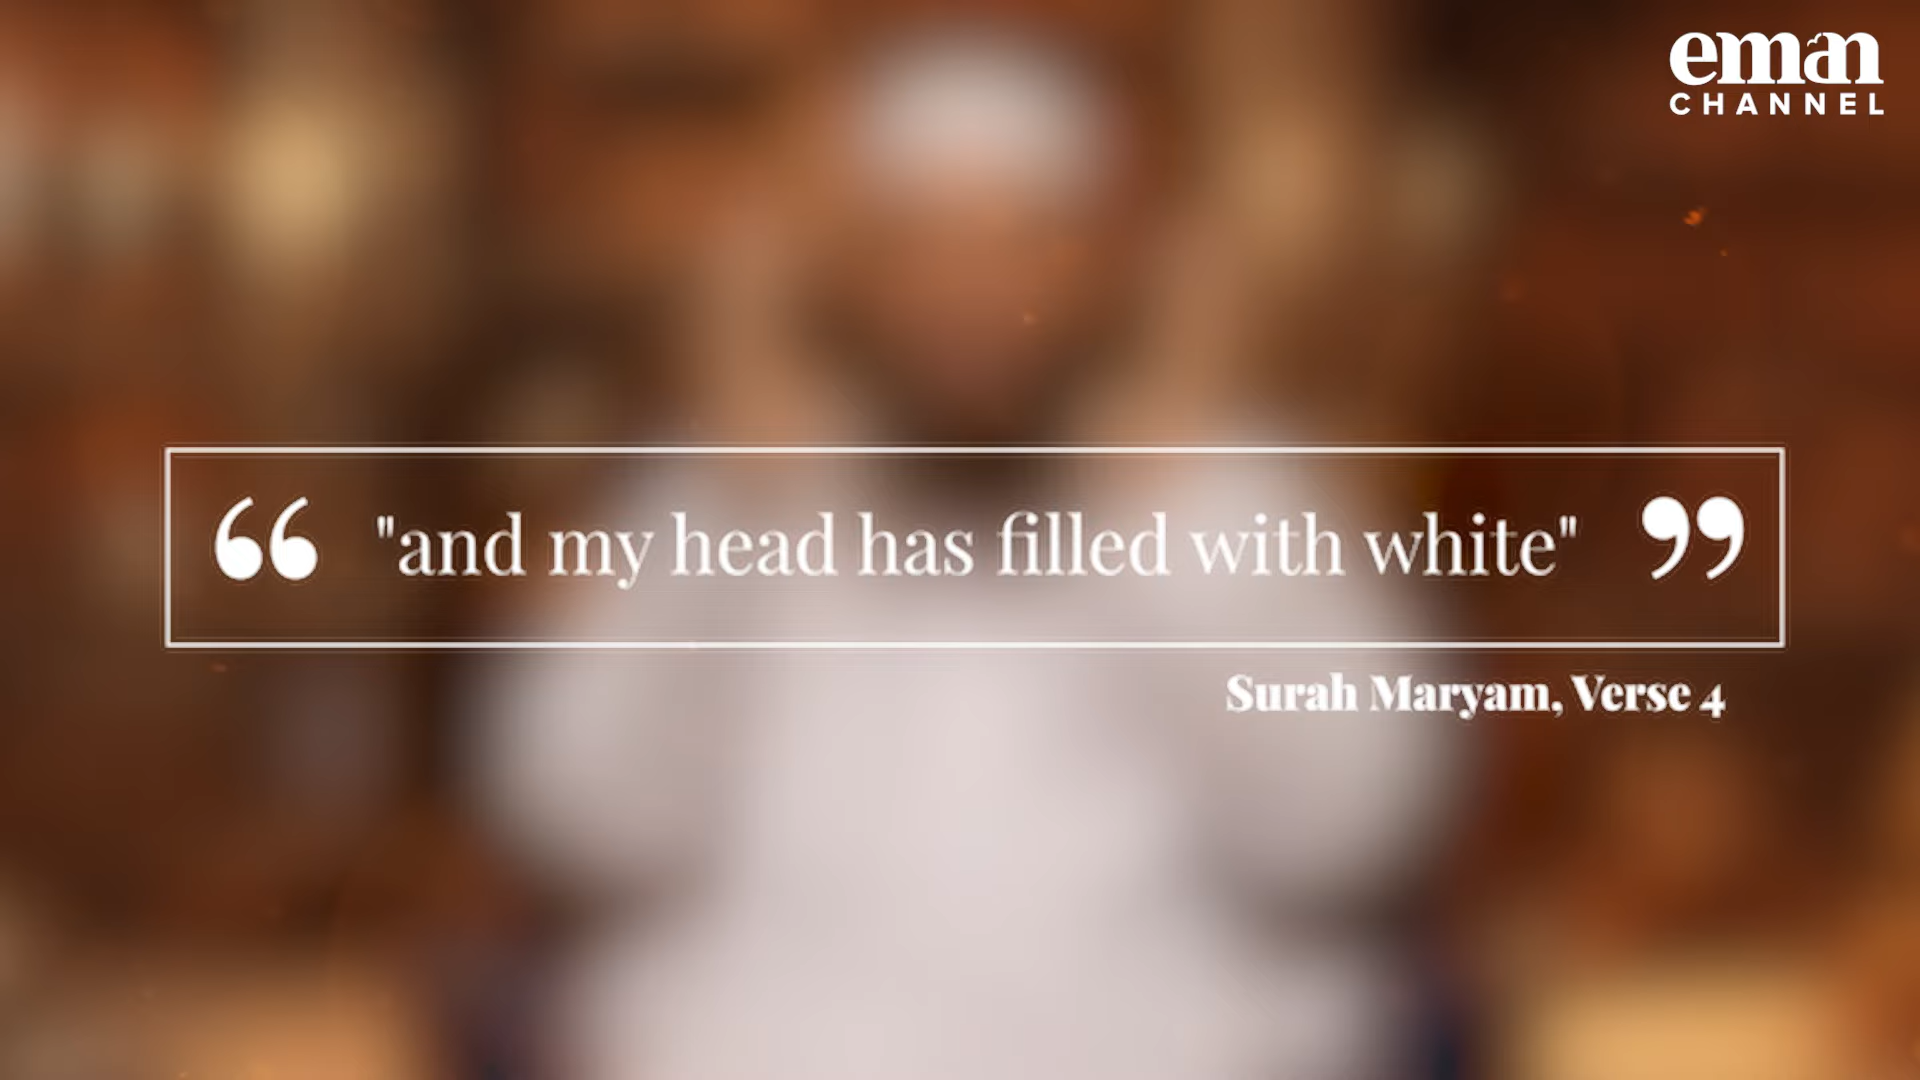 eman
CHANNEL
“ "and my head has filled with white" ”
Surah Maryam, Verse 4